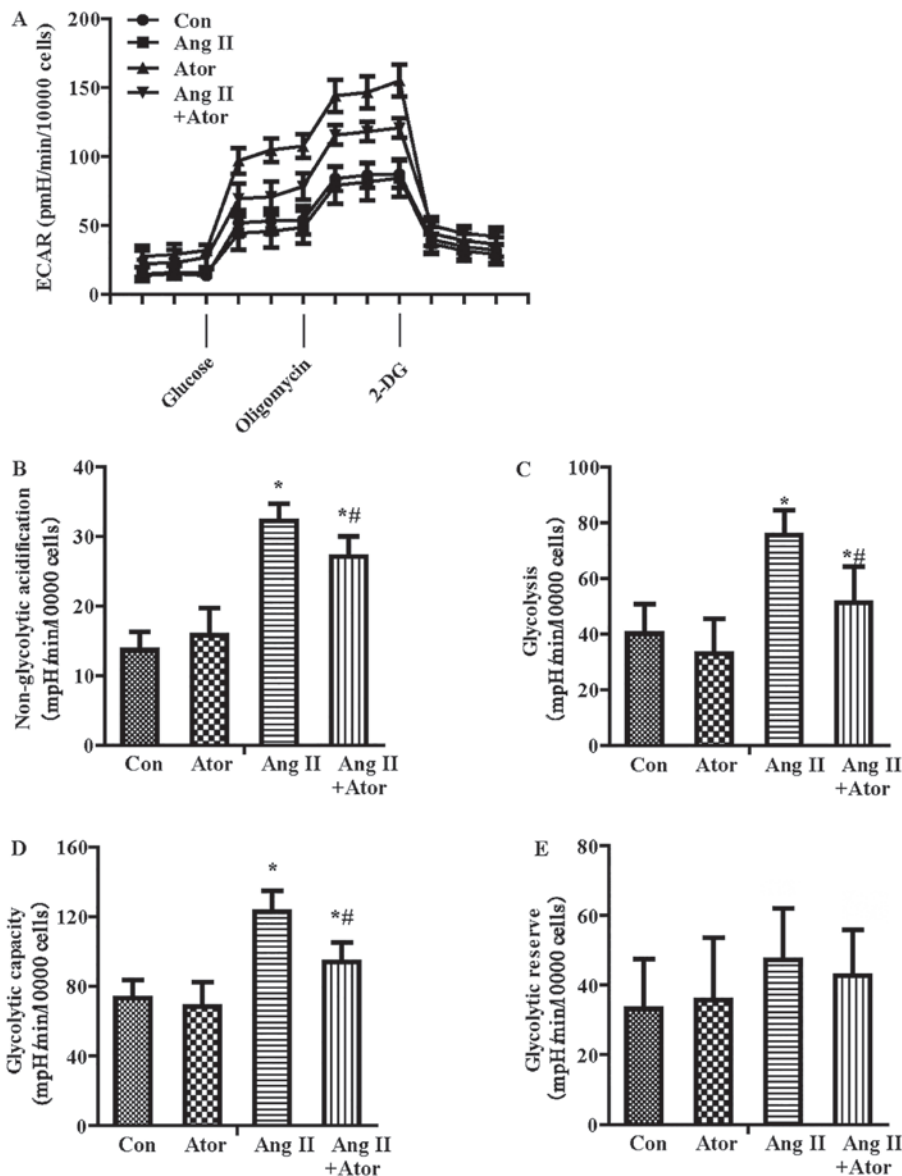 A
ECAR (pmH/min/10000 cells)
200
150
100
50
0
Con
Ang II
Ator
Ang II
+Ator
Glucose
Oligomycin
2-DG
B
Non-glycolytic acidification
(mpH/min/10000 cells)
40
30
20
10
0
*
*#
Con Ator Ang II Ang II
+Ator
C
Glycolysis
(mpH/min/10000 cells)
100
80
60
40
20
0
*
*#
Con Ator Ang II Ang II
+Ator
D
Glycolytic capacity
(mpH/min/10000 cells)
160
120
80
40
0
*
*#
Con Ator Ang II Ang II
+Ator
E
Glycolytic reserve
(mpH/min/10000 cells)
80
60
40
20
0
Con Ator Ang II Ang II
+Ator